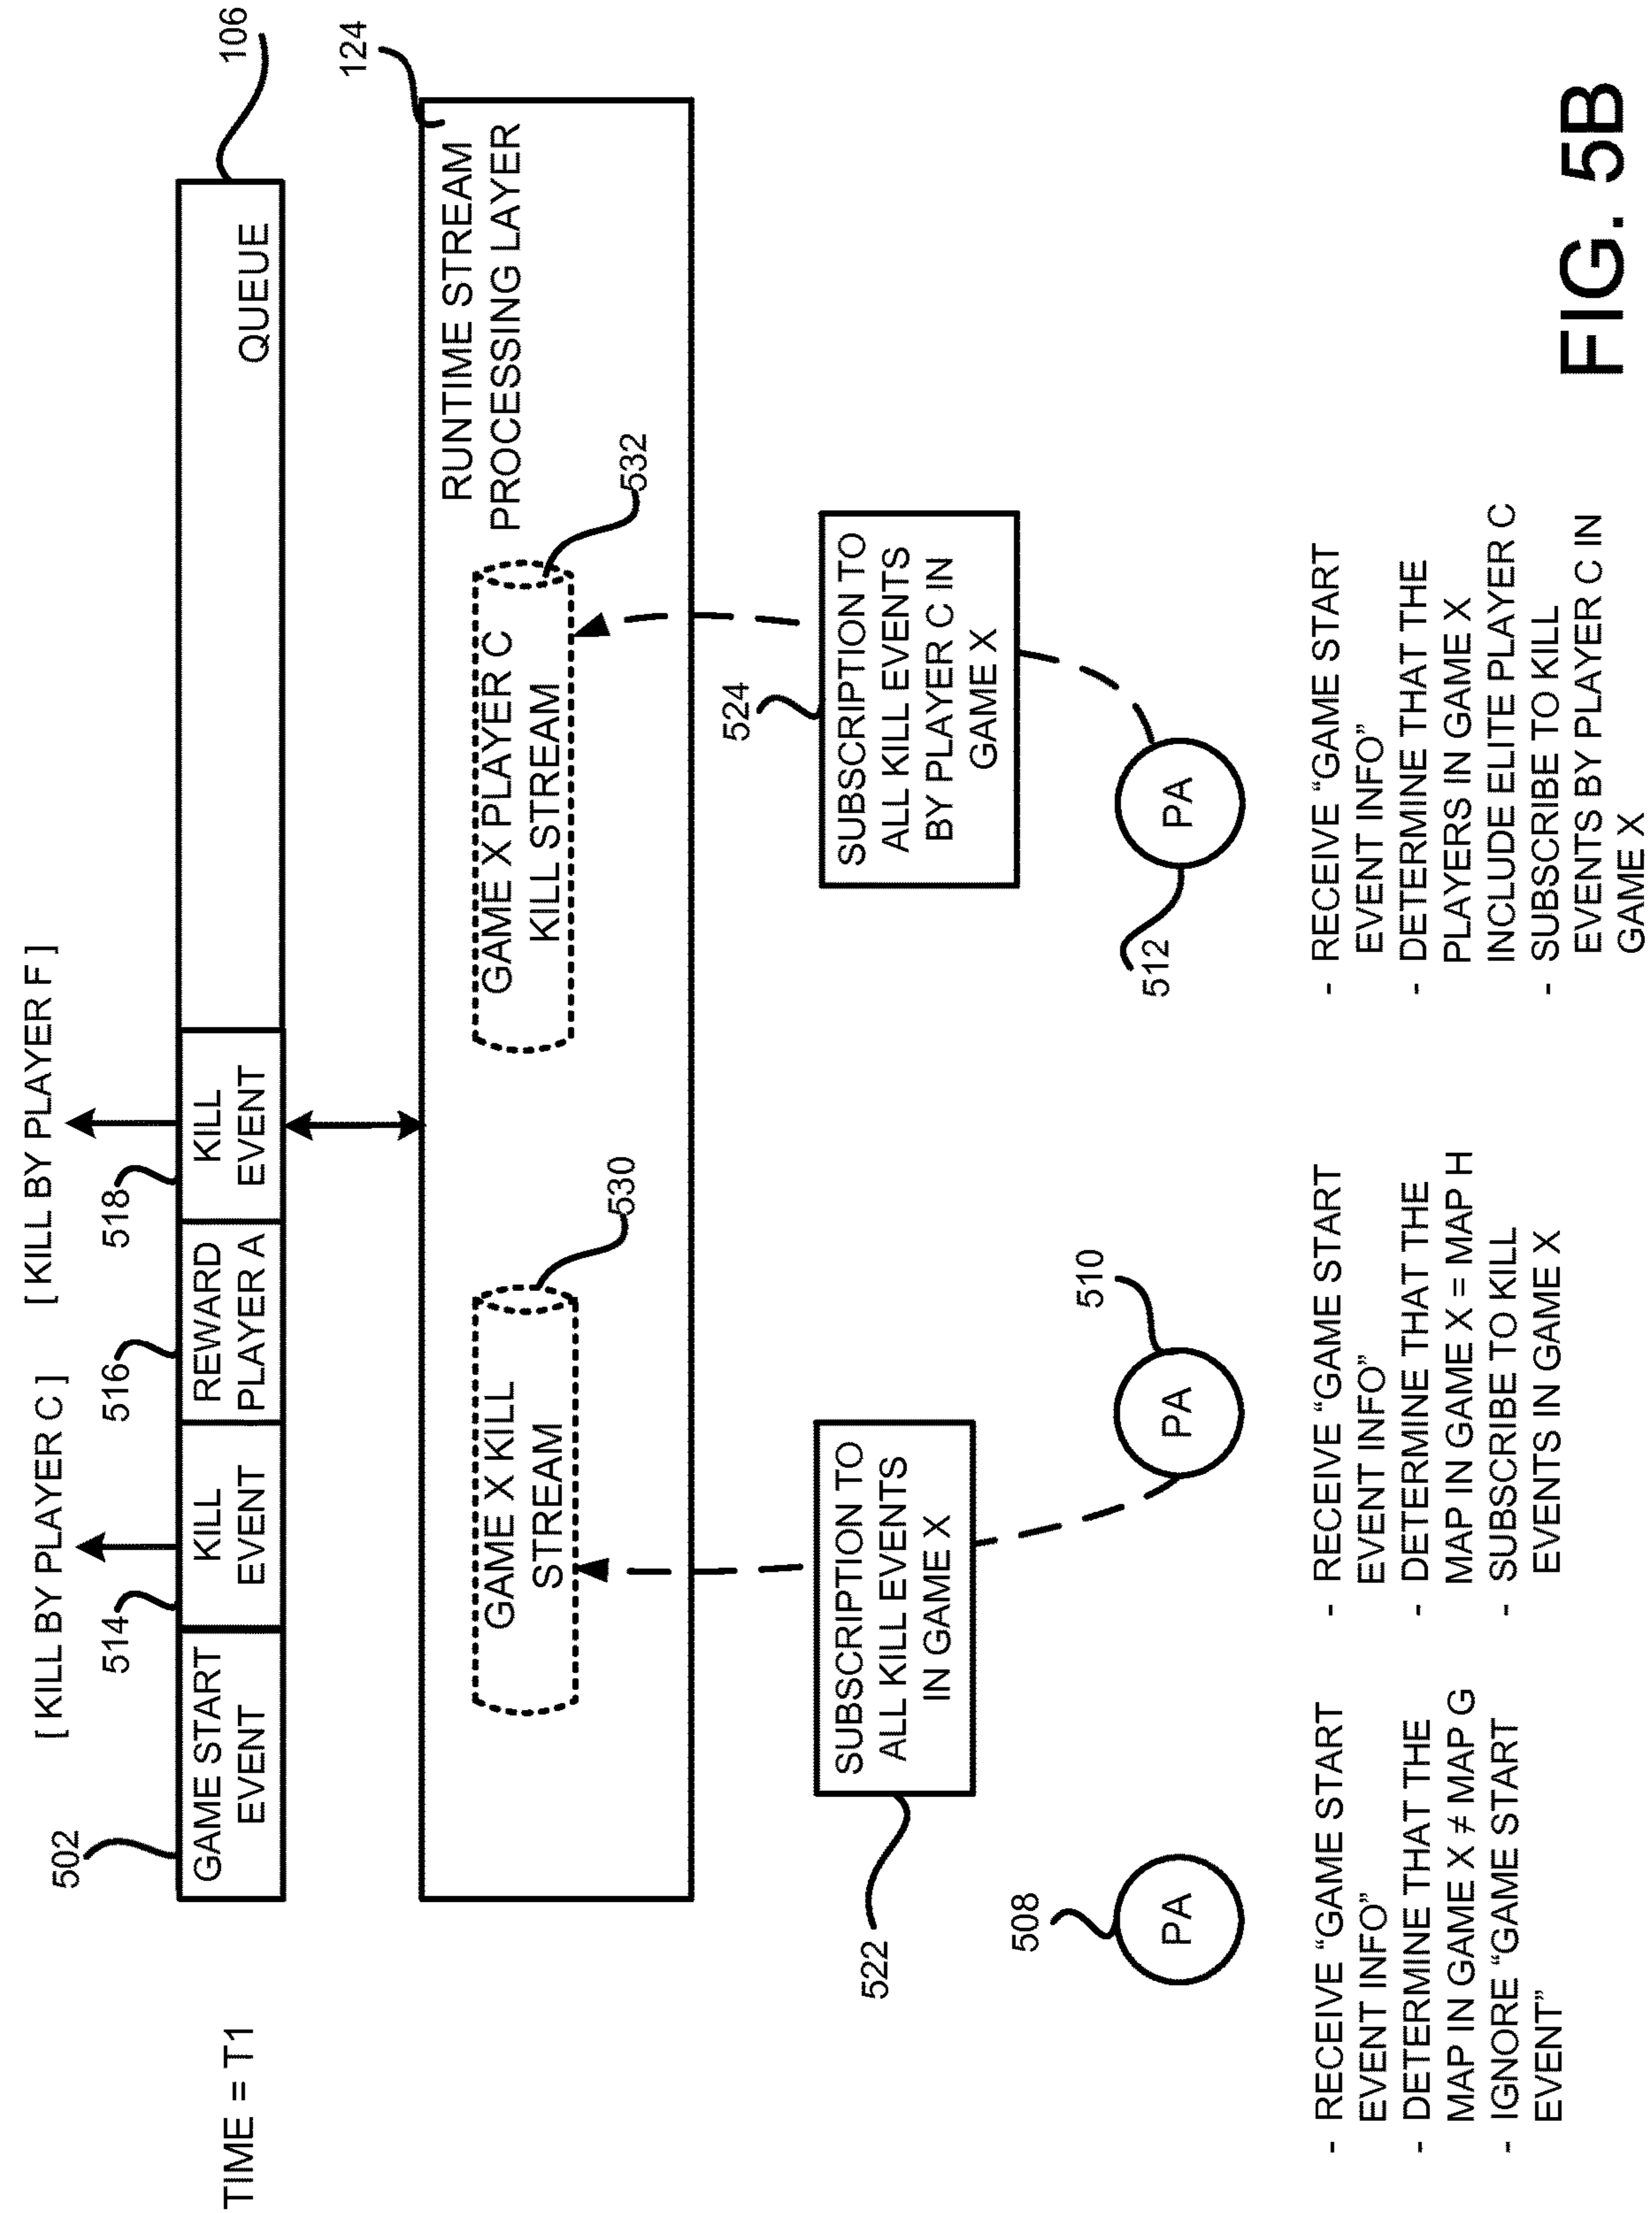 [ KILL BY PLAYER C ]
[ KILL BY PLAYER F ]
502
514
516
518
106
TIME = T1
GAME START
EVENT
KILL
EVENT
REWARD
PLAYER A
KILL
EVENT
QUEUE
124
RUNTIME STREAM
PROCESSING LAYER
GAME X KILL
STREAM
530
GAME X PLAYER C
KILL STREAM
532
522
SUBSCRIPTION TO
ALL KILL EVENTS
IN GAME X
524
SUBSCRIPTION TO
ALL KILL EVENTS
BY PLAYER C IN
GAME X
508
PA
510
PA
512
PA
- RECEIVE “GAME START
EVENT INFO”
- DETERMINE THAT THE
MAP IN GAME X ≠ MAP G
- IGNORE “GAME START
EVENT”
- RECEIVE “GAME START
EVENT INFO”
- DETERMINE THAT THE
MAP IN GAME X = MAP H
- SUBSCRIBE TO KILL
EVENTS IN GAME X
- RECEIVE “GAME START
EVENT INFO”
- DETERMINE THAT THE
PLAYERS IN GAME X
INCLUDE ELITE PLAYER C
- SUBSCRIBE TO KILL
EVENTS BY PLAYER C IN
GAME X
FIG. 5B